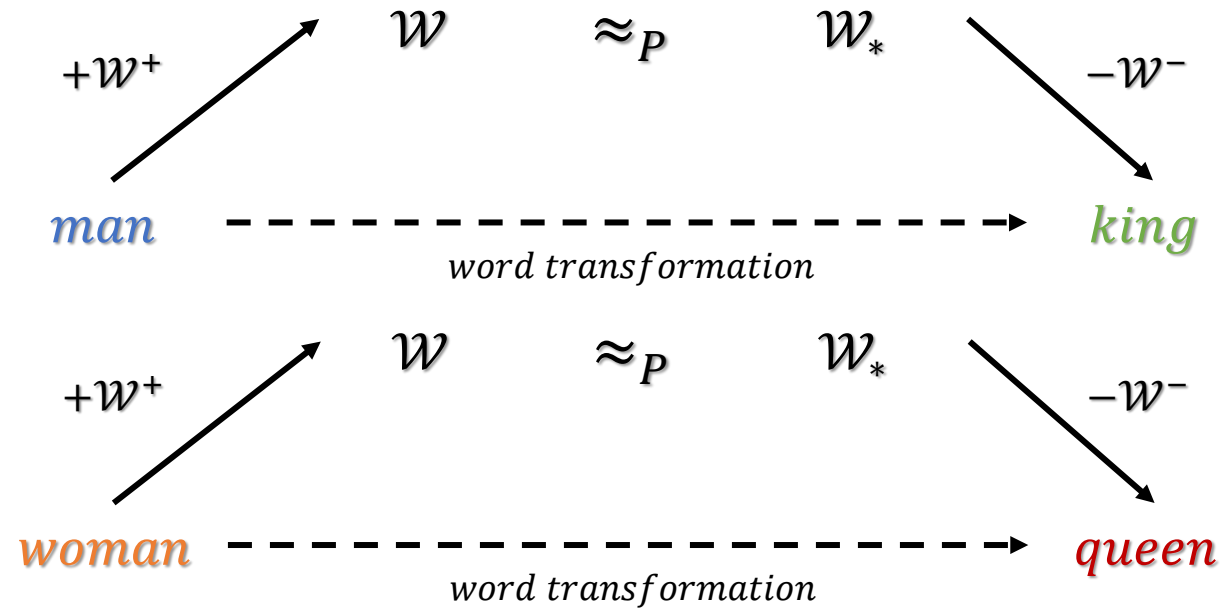 𝒲 ≈_P 𝒲_*
+𝒲^+ −𝒲^−
man king
word transformation
𝒲 ≈_P 𝒲_*
+𝒲^+ −𝒲^−
woman queen
word transformation